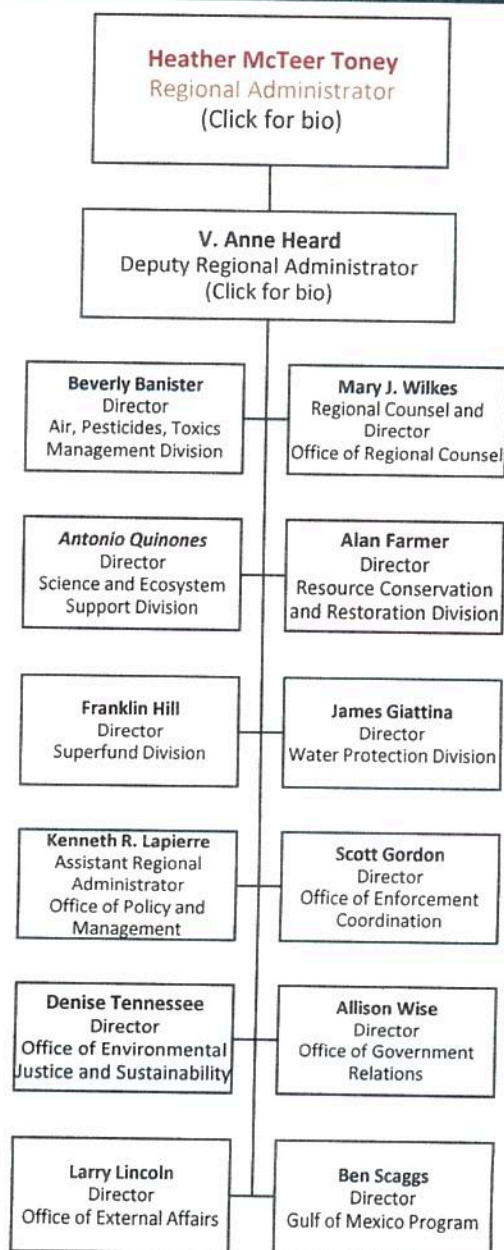 Heather McTeer Toney
Regional Administrator
(Click for bio)
V. Anne Heard
Deputy Regional Administrator
(Click for bio)
Beverly Banister
Director
Air, Pesticides, Toxics
Management Division
Mary J. Wilkes
Regional Counsel and
Director
Office of Regional Counsel
Antonio Quinones
Director
Science and Ecosystem
Support Division
Alan Farmer
Director
Resource Conservation
and Restoration Division
Franklin Hill
Director
Superfund Division
James Giattina
Director
Water Protection Division
Kenneth R. Lapierre
Assistant Regional
Administrator
Office of Policy and
Management
Scott Gordon
Director
Office of Enforcement
Coordination
Denise Tennessee
Director
Office of Environmental
Justice and Sustainability
Allison Wise
Director
Office of Government
Relations
Larry Lincoln
Director
Office of External Affairs
Ben Scaggs
Director
Gulf of Mexico Program